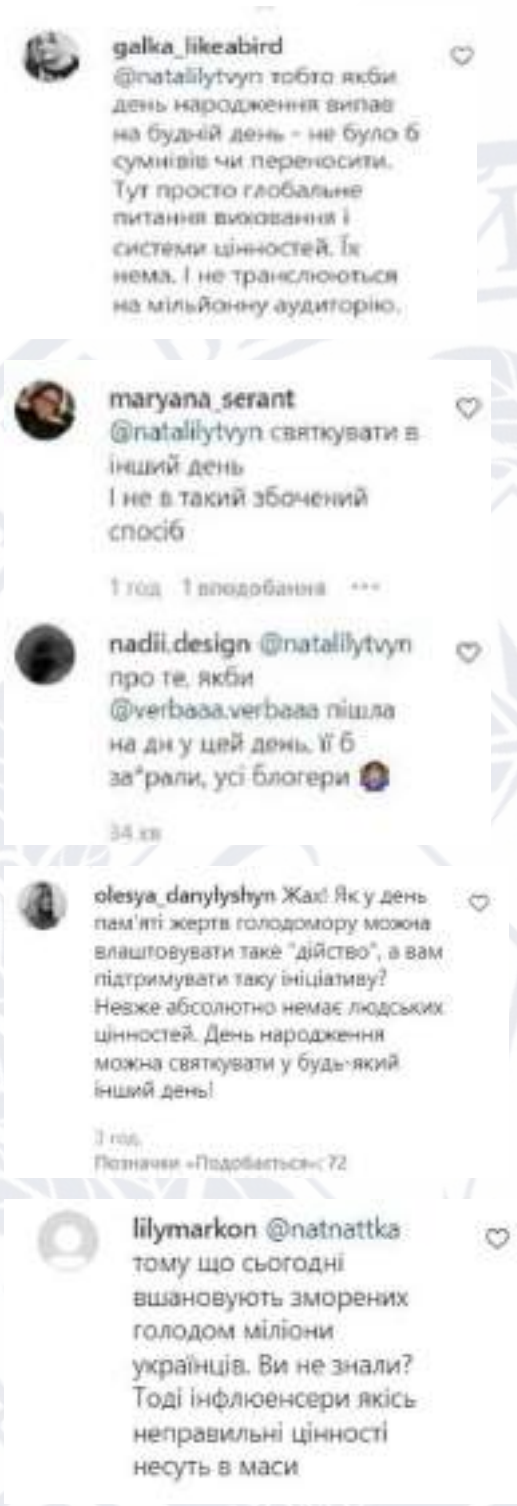 galka_likeabird
@natalilytvyn тобто якби
день народження випав
на будній день - не було б
сумнівів чи переносити.
Тут просто глобальне
питання виховання і
системи цінностей. Їх
нема. І не транслюються
на мільйонну аудиторію.
maryana_serant
@natalilytvyn святкувати в
інший день
І не в такий збочений
спосіб
1 год 1 вподобання ...
nadii.design @natalilytvyn
про те, якби
@verbaaa.verbaaa пішла
на дн у цей день, її б
за*рали, усі блогери 🤷🏽‍♀️
34 хв
olesya_danylyshyn Жах! Як у день
пам'яті жертв голодомору можна
влаштовувати таке "дійство", а вам
підтримувати таку ініціативу?
Невже абсолютно немає людських
цінностей. День народження
можна святкувати у будь-який
інший день!
год.
Позначки «Подобається»: 72
lilymarkon @natnattka
тому що сьогодні
вшановують зморених
голодом міліони
українців. Ви не знали?
Тоді інфлюенсери якісь
неправильні цінності
несуть в маси